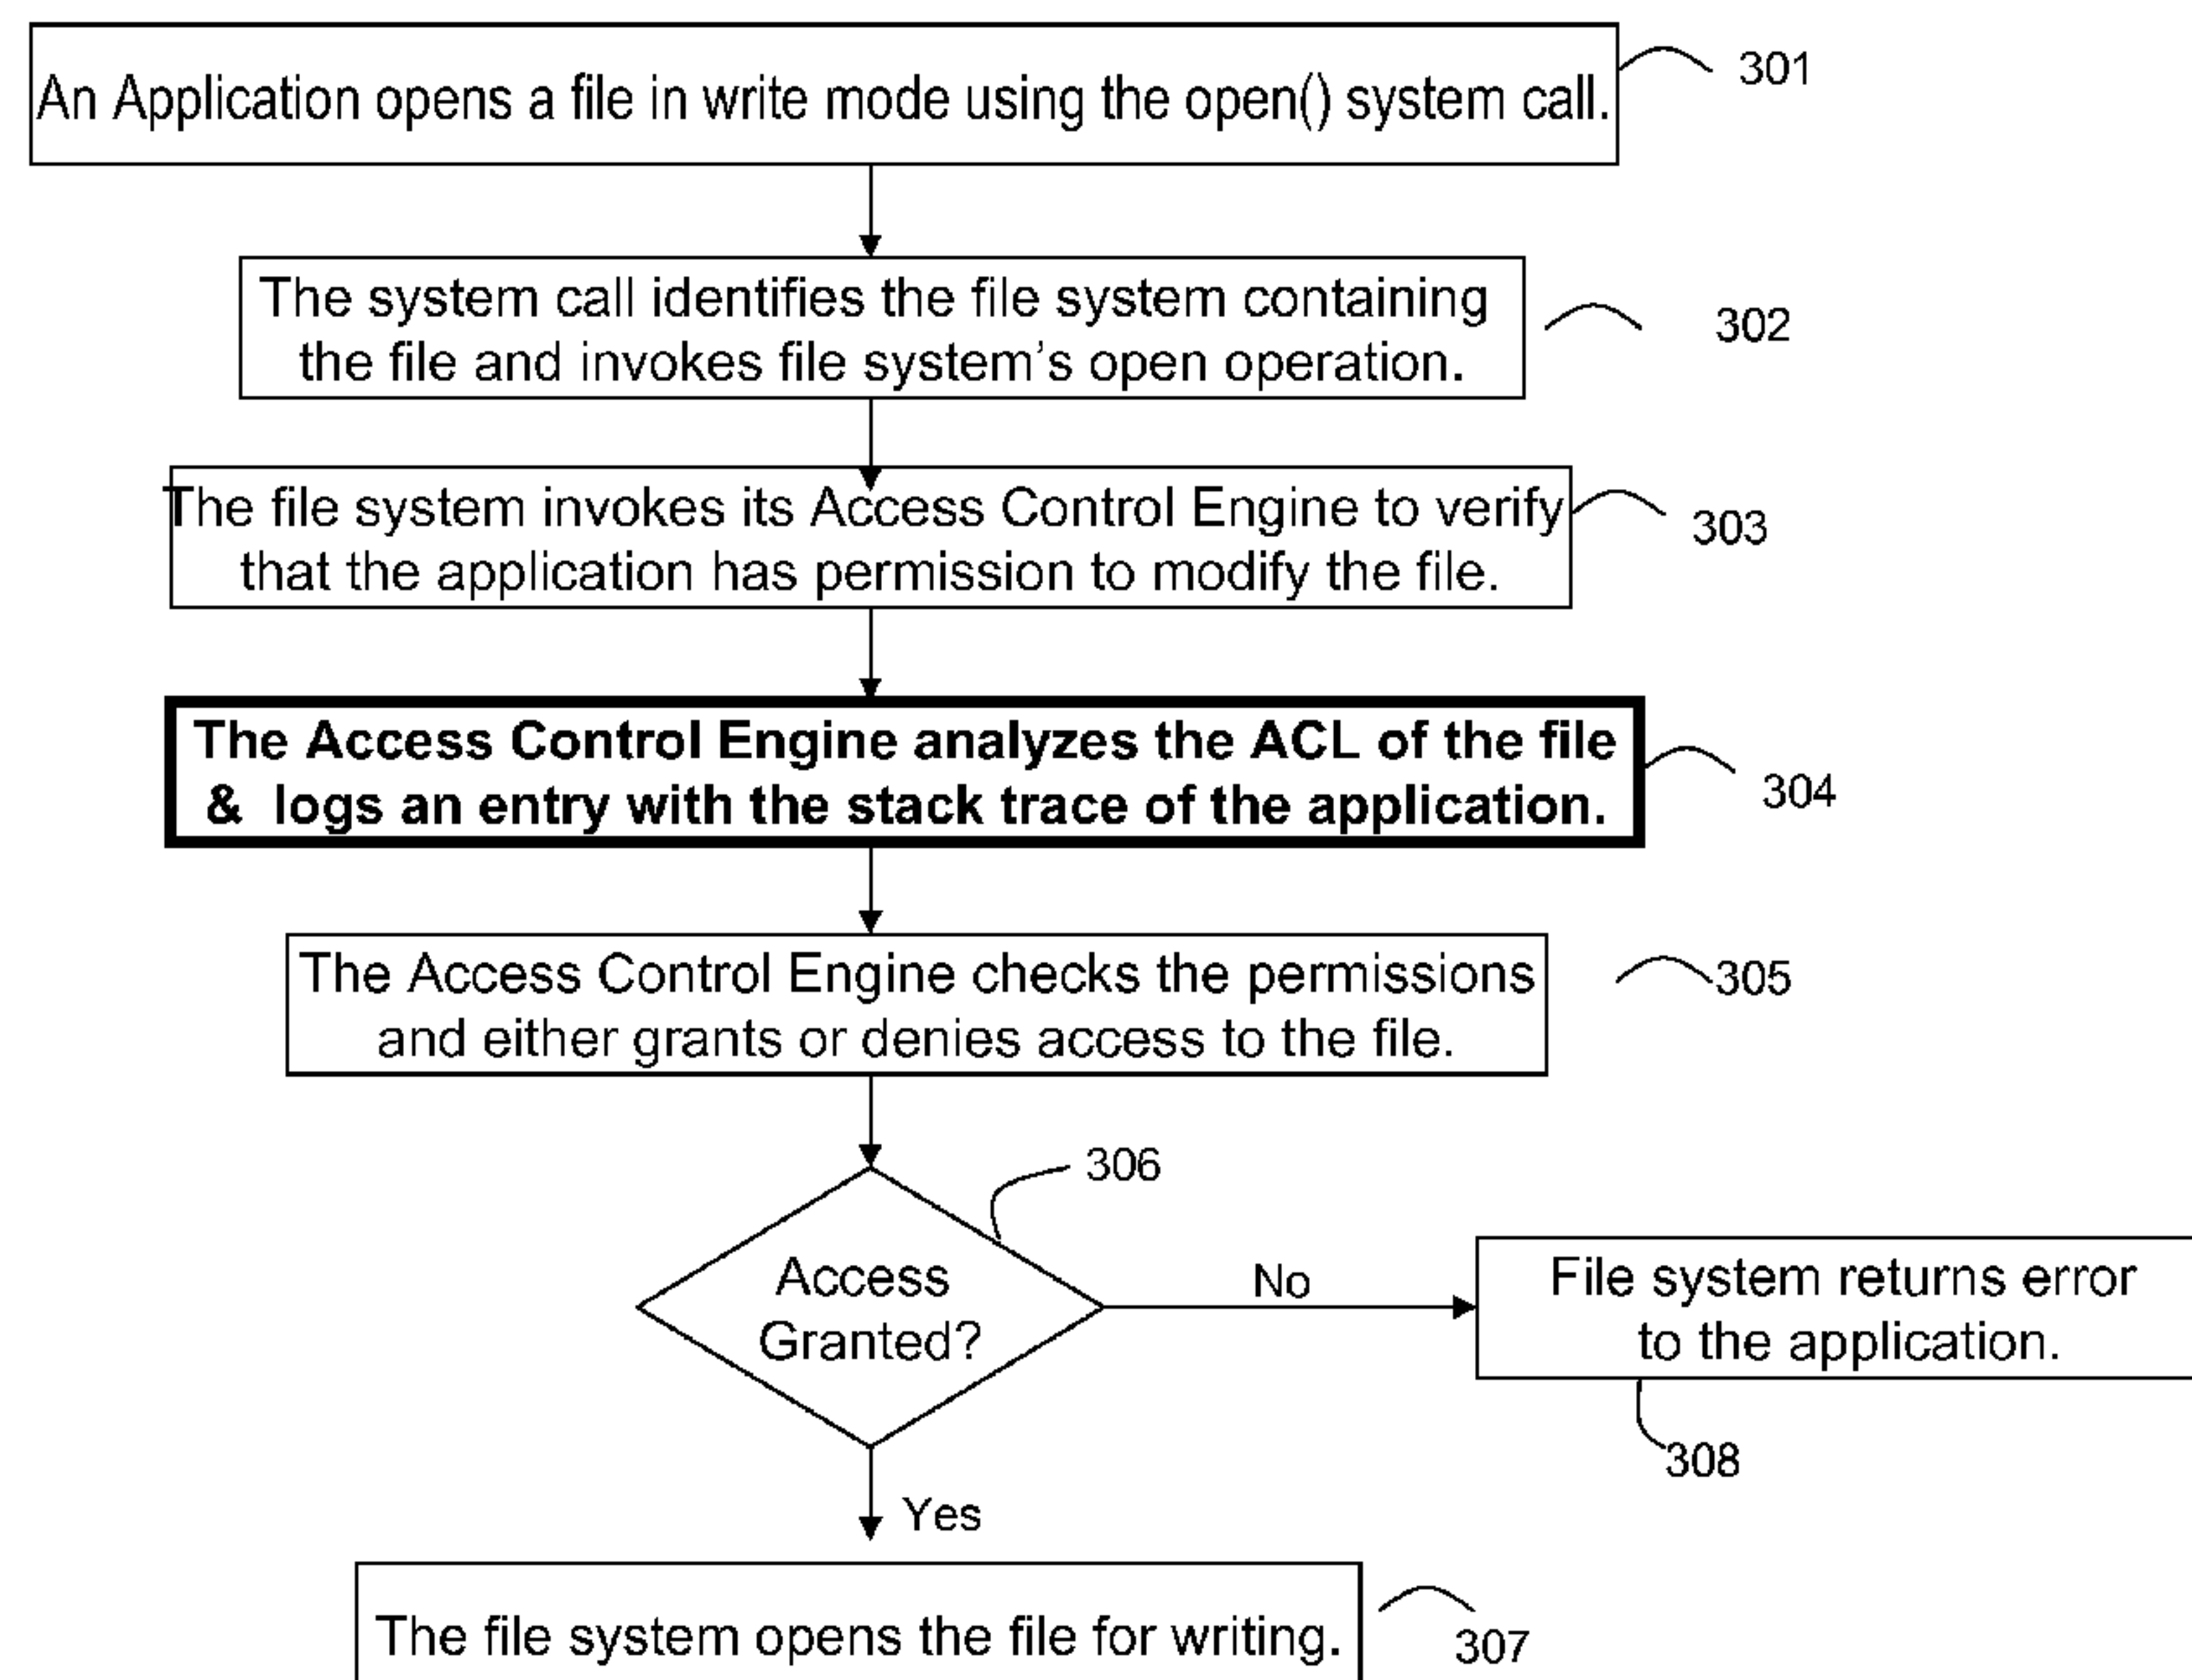 An Application opens a file in write mode using the open() system call.
301
The system call identifies the file system containing
the file and invokes file system's open operation.
302
The file system invokes its Access Control Engine to verify
that the application has permission to modify the file.
303
The Access Control Engine analyzes the ACL of the file
& logs an entry with the stack trace of the application.
304
The Access Control Engine checks the permissions
and either grants or denies access to the file.
305
306
Access
Granted?
No
File system returns error
to the application.
308
Yes
The file system opens the file for writing.
307